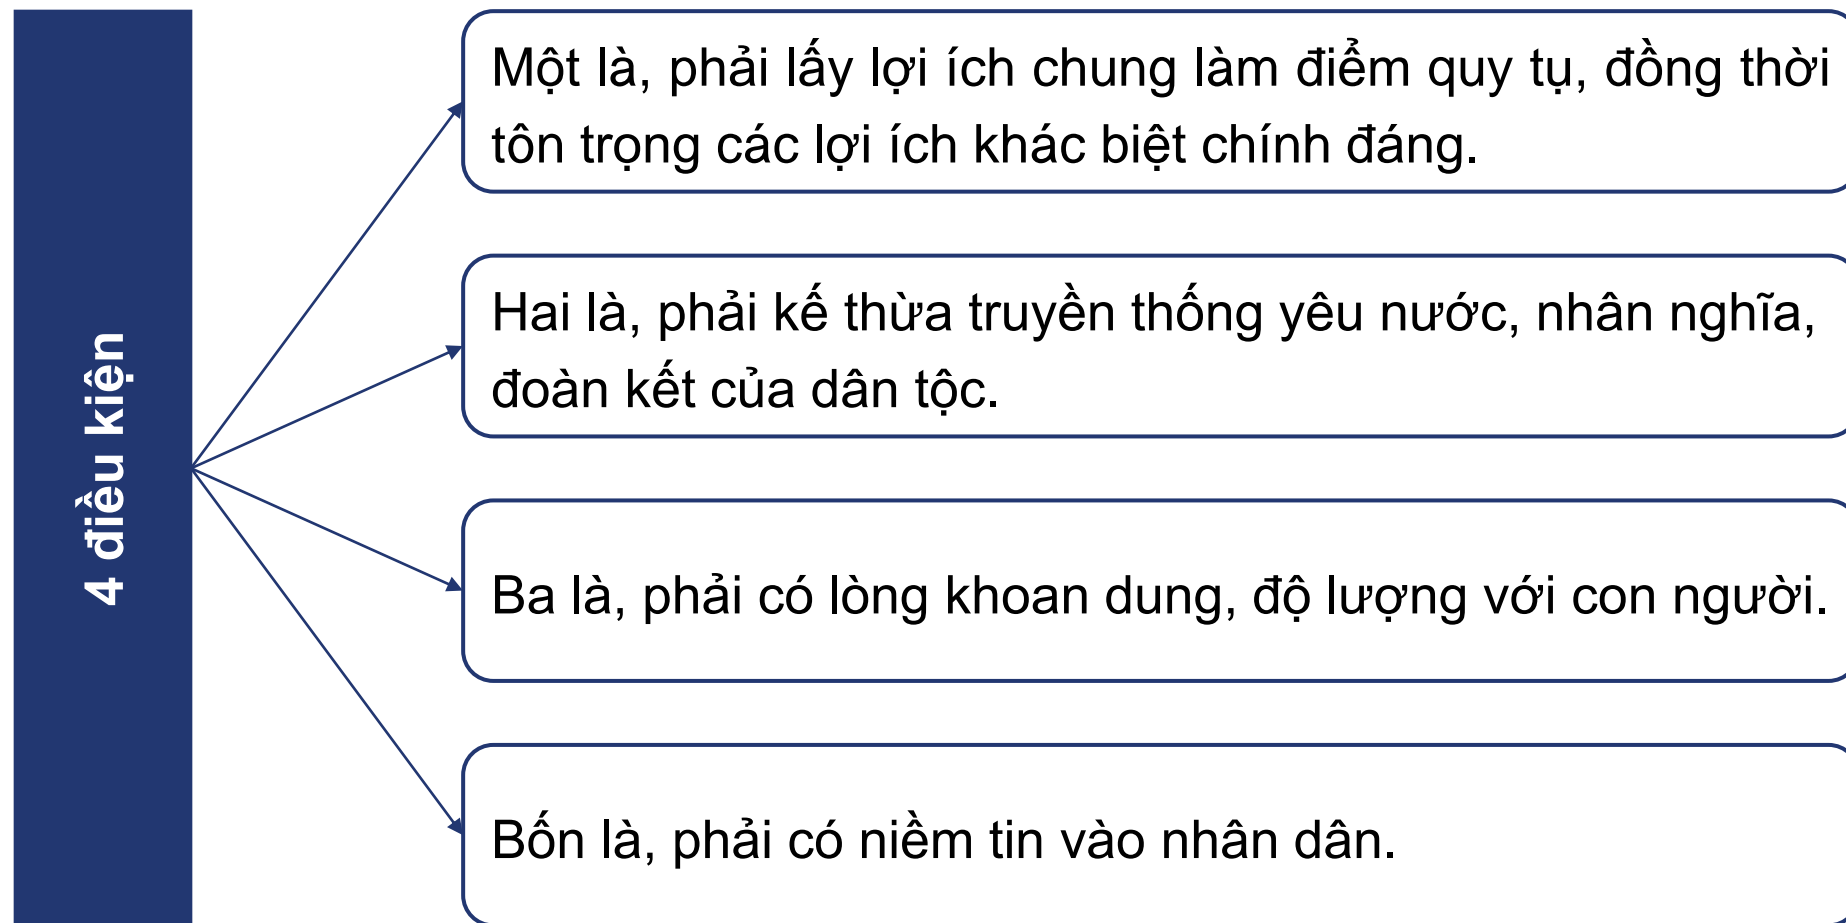 4 điều kiện
Một là, phải lấy lợi ích chung làm điểm quy tụ, đồng thời
tôn trọng các lợi ích khác biệt chính đáng.
Hai là, phải kế thừa truyền thống yêu nước, nhân nghĩa,
đoàn kết của dân tộc.
Ba là, phải có lòng khoan dung, độ lượng với con người.
Bốn là, phải có niềm tin vào nhân dân.